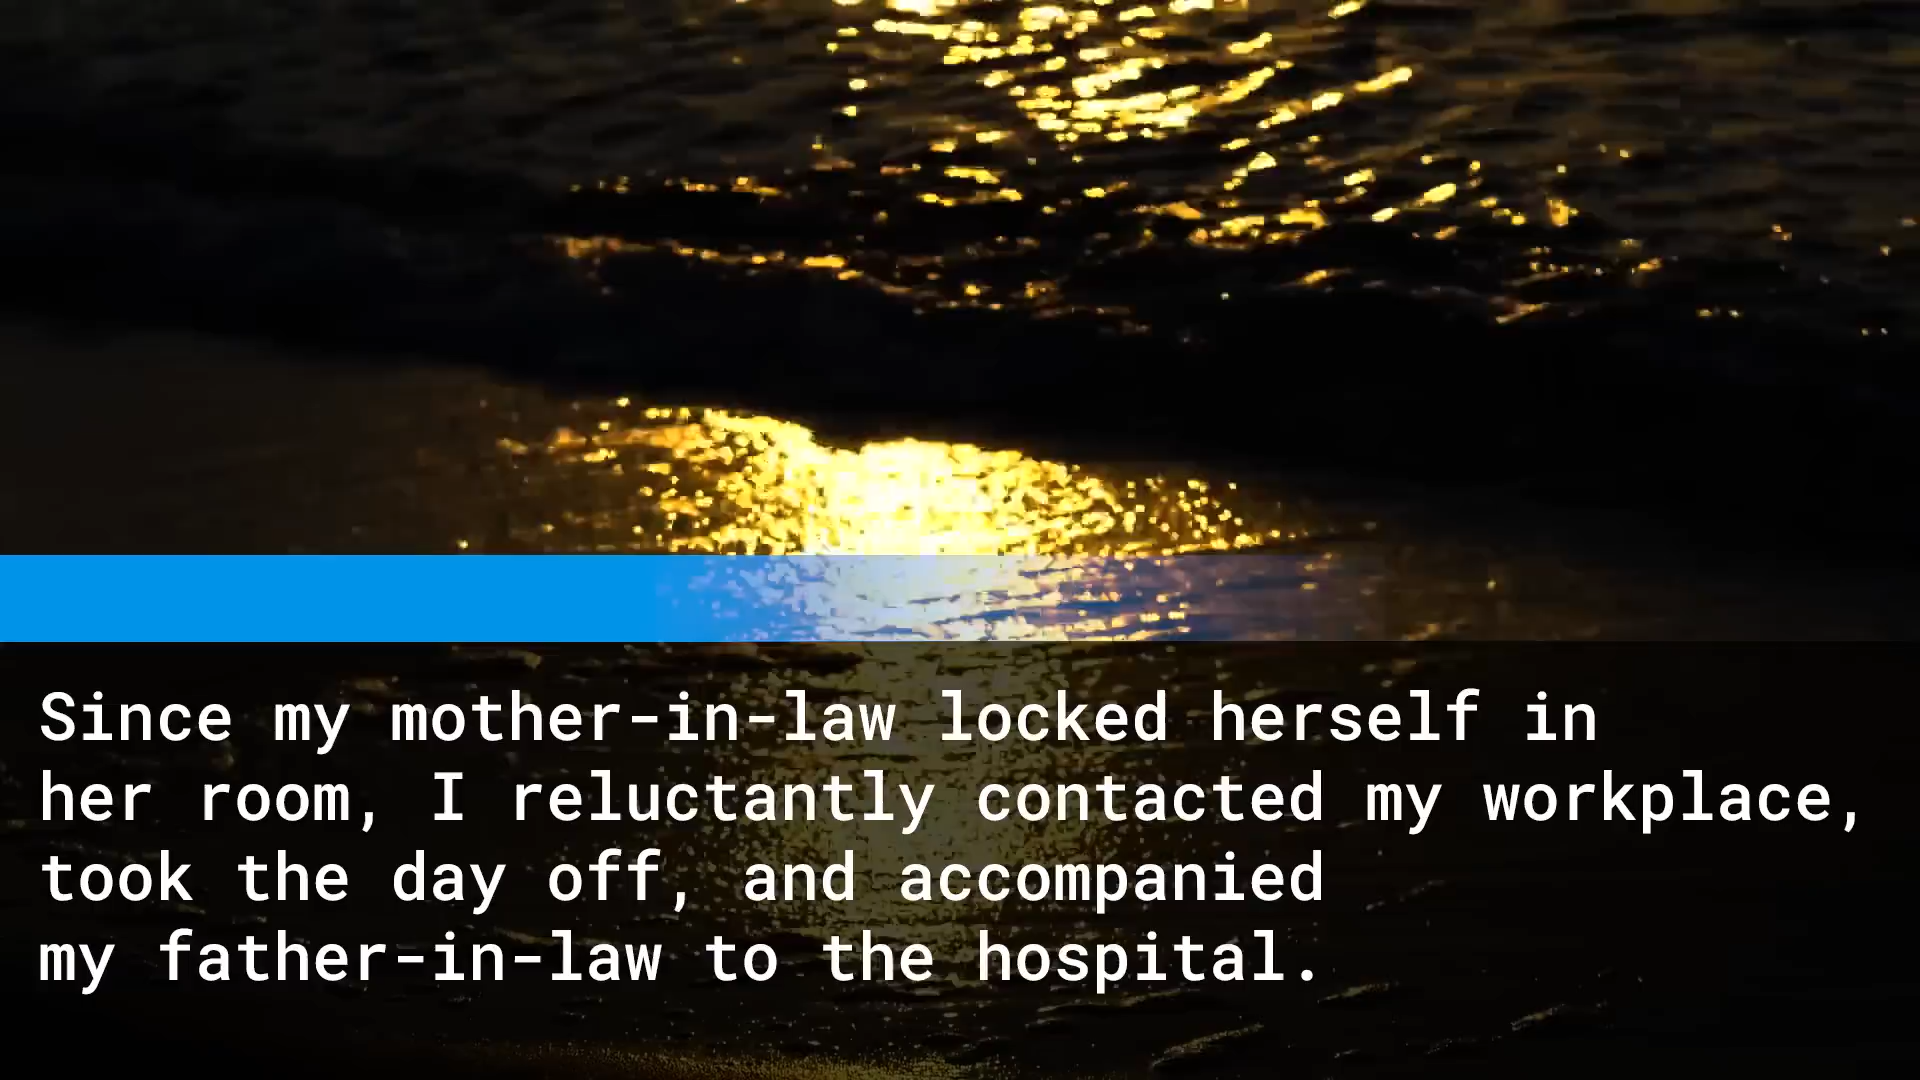 Since my mother-in-law locked herself in
her room, I reluctantly contacted my workplace,
took the day off, and accompanied
my father-in-law to the hospital.